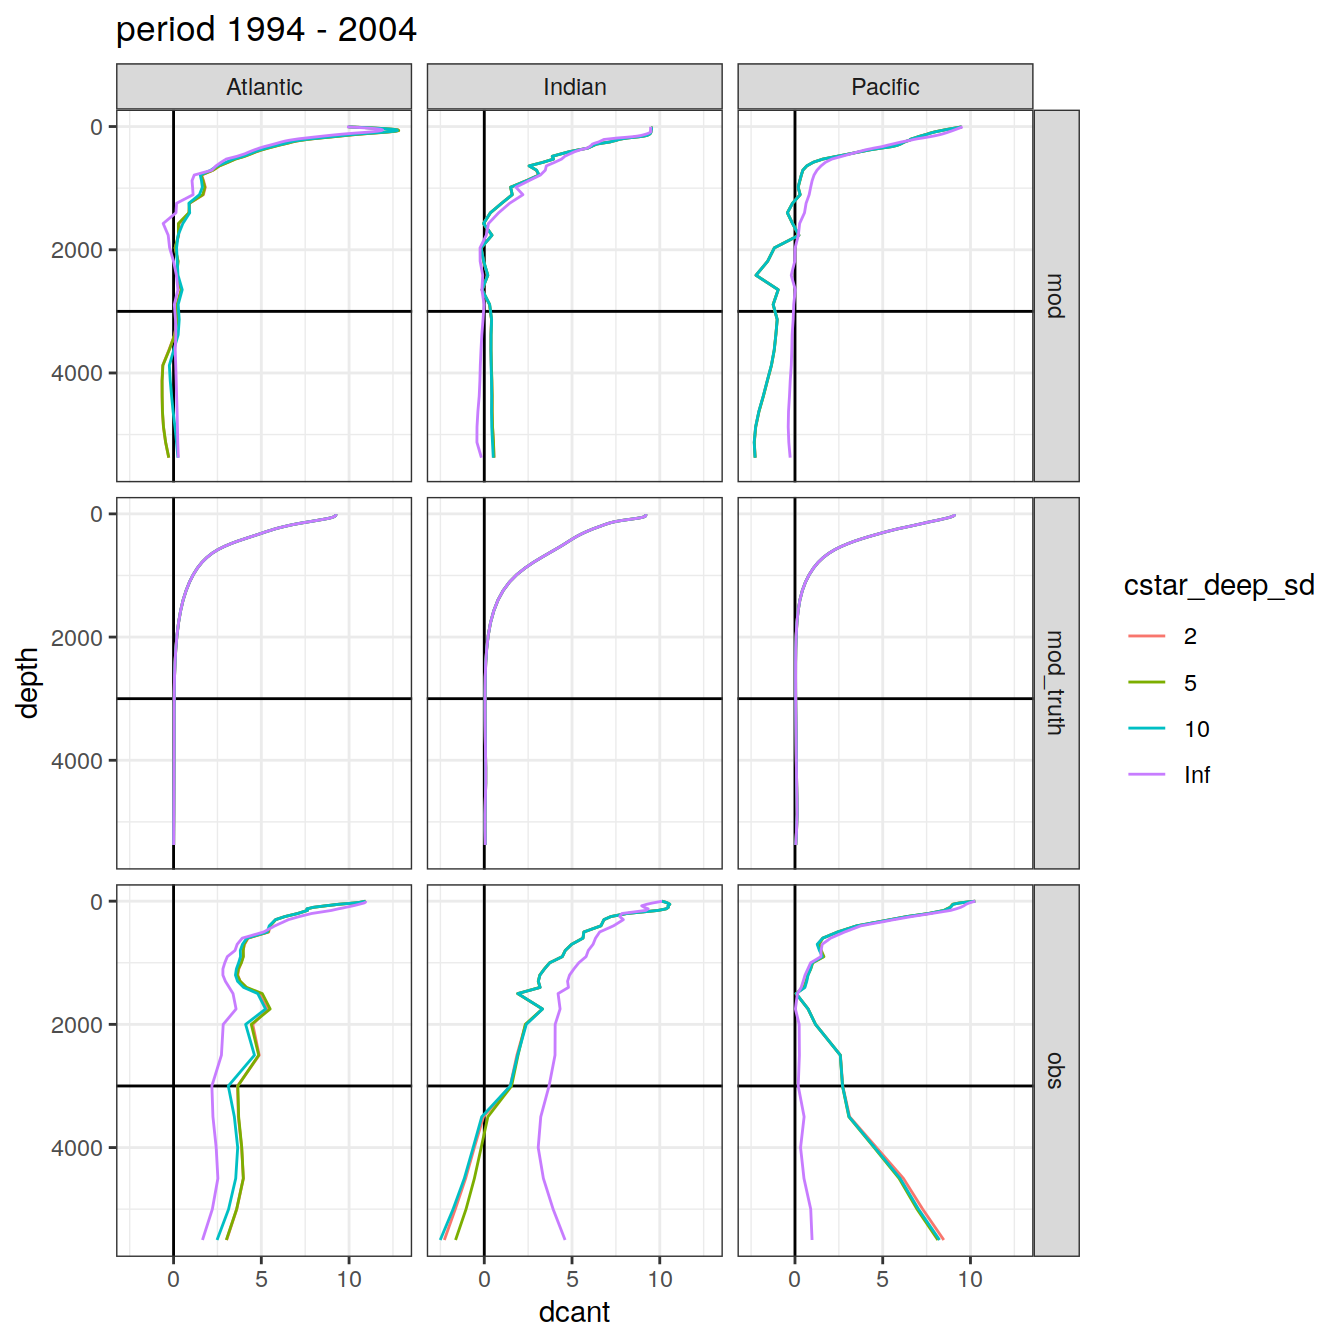 period 1994 - 2004
Atlantic Indian Pacific
0
2000
4000
mod
0
2000
4000
mod_truth
depth
cstar_deep_sd
2
5
10
Inf
0
2000
4000
obs
0 5 10 0 5 10 0 5 10
dcant